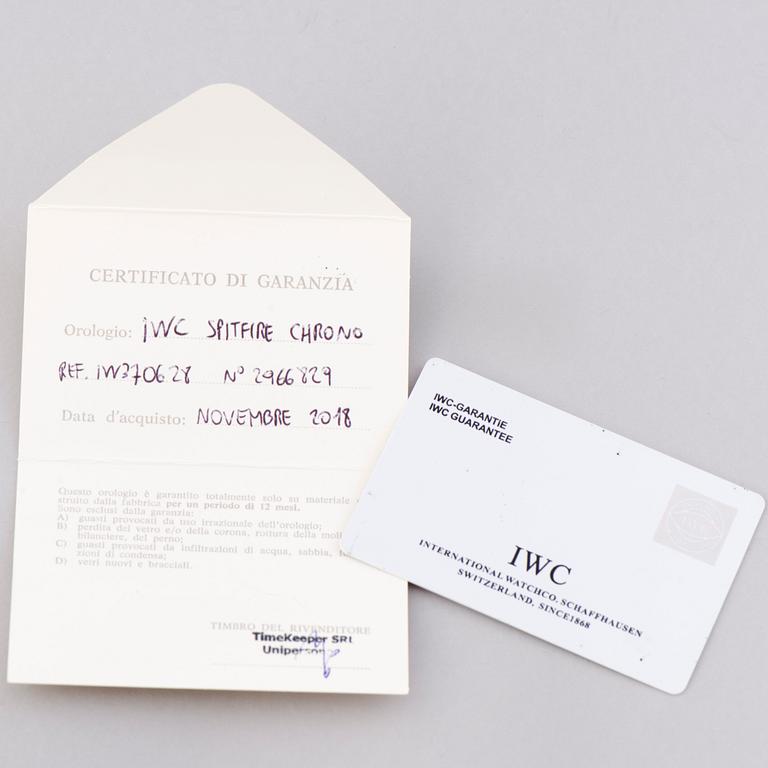 CERTIFICATO DI GARANZIA
Orologio: IWC SPITFIRE CHRONO
REF. IW370628 N° 2966829
Data d'acquisto: NOVEMBRE 2018
Questo orologio è garantito totalmente solo su materiale
struito dalla fabbrica per un periodo di 12 mesi.
Sono esclusi dalla garanzia:
A) guasti provocati da uso irrazionale dell'orologio;
B) perdita del vetro e/o della corona, rottura della moll
bilanciere, del perno;
C) guasti provocati da infiltrazioni di acqua, sabbia,
zioni di condensa;
D) vetri nuovi e bracciali.
TIMBRO DEL RIVENDITORE
TimeKeeper SRL
Uniperson
IWC-GARANTIE
IWC GUARANTEE
IWC
INTERNATIONAL WATCHCO. SCHAFFHAUSEN
SWITZERLAND, SINCE1868